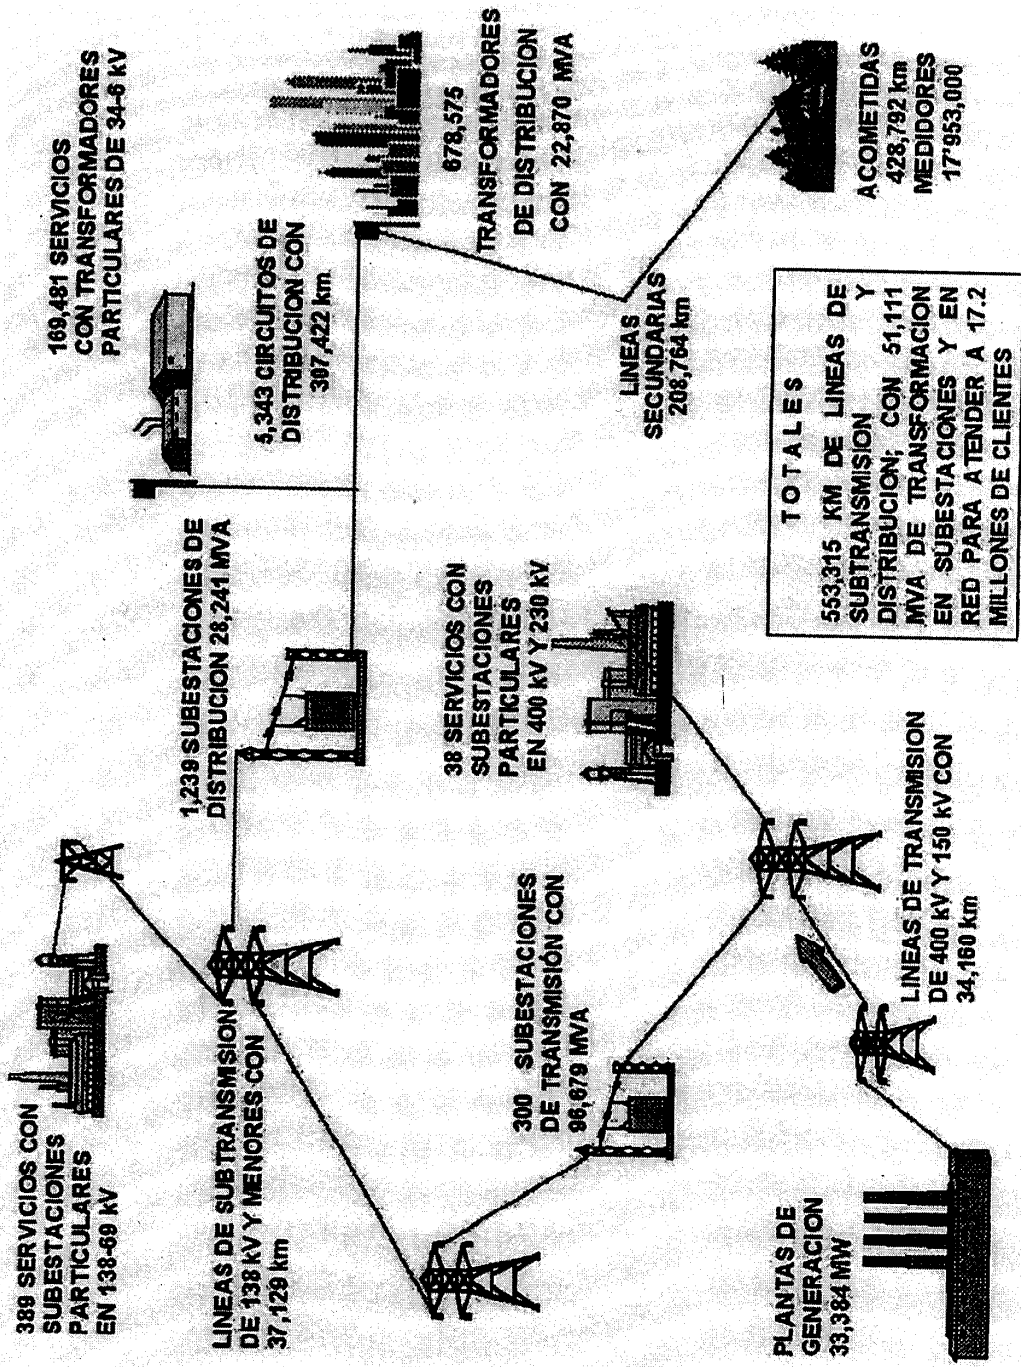 389 SERVICIOS CON
SUBESTACIONES
PARTICULARES
EN 138-69 kV
LINEAS DE SUBTRANSMISION
DE 138 kV Y MENORES CON
37,129 km
1,239 SUBESTACIONES DE
DISTRIBUCION 28,241 MVA
169,481 SERVICIOS
CON TRANSFORMADORES
PARTICULARES DE 34-6 kV
5,343 CIRCUITOS DE
DISTRIBUCION CON
307,422 km
678,575
TRANSFORMADORES
DE DISTRIBUCION
CON 22,870 MVA
38 SERVICIOS CON
SUBESTACIONES
PARTICULARES
EN 400 kV Y 230 kV
300 SUBESTACIONES
DE TRANSMISIÓN CON
96,679 MVA
LINEAS
SECUNDARIAS
208,764 km
PLANTAS DE
GENERACION
33,384 MW
LINEAS DE TRANSMISION
DE 400 kV Y 150 kV CON
34,160 km
TOTALES
553,315 KM DE LINEAS DE
SUBTRANSMISION Y
DISTRIBUCION; CON 51,111
MVA DE TRANSFORMACION
EN SUBESTACIONES Y EN
RED PARA ATENDER A 17.2
MILLONES DE CLIENTES
ACOMETIDAS
428,792 km
MEDIDORES
17'953,000